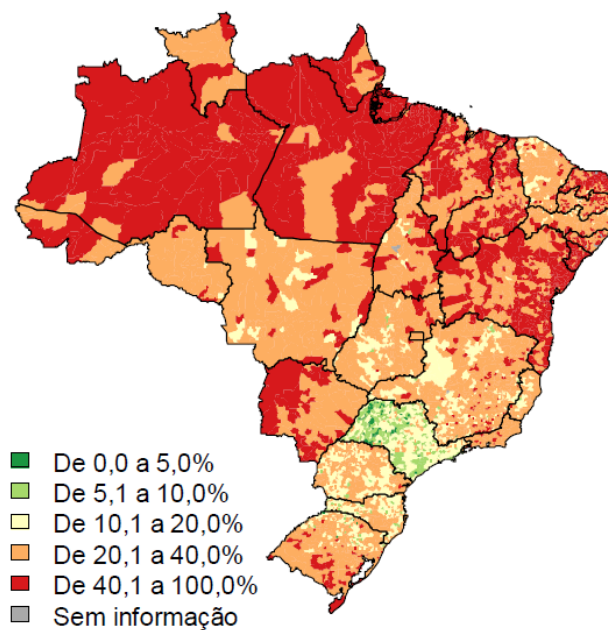 De 0,0 a 5,0%
De 5,1 a 10,0%
De 10,1 a 20,0%
De 20,1 a 40,0%
De 40,1 a 100,0%
Sem informação